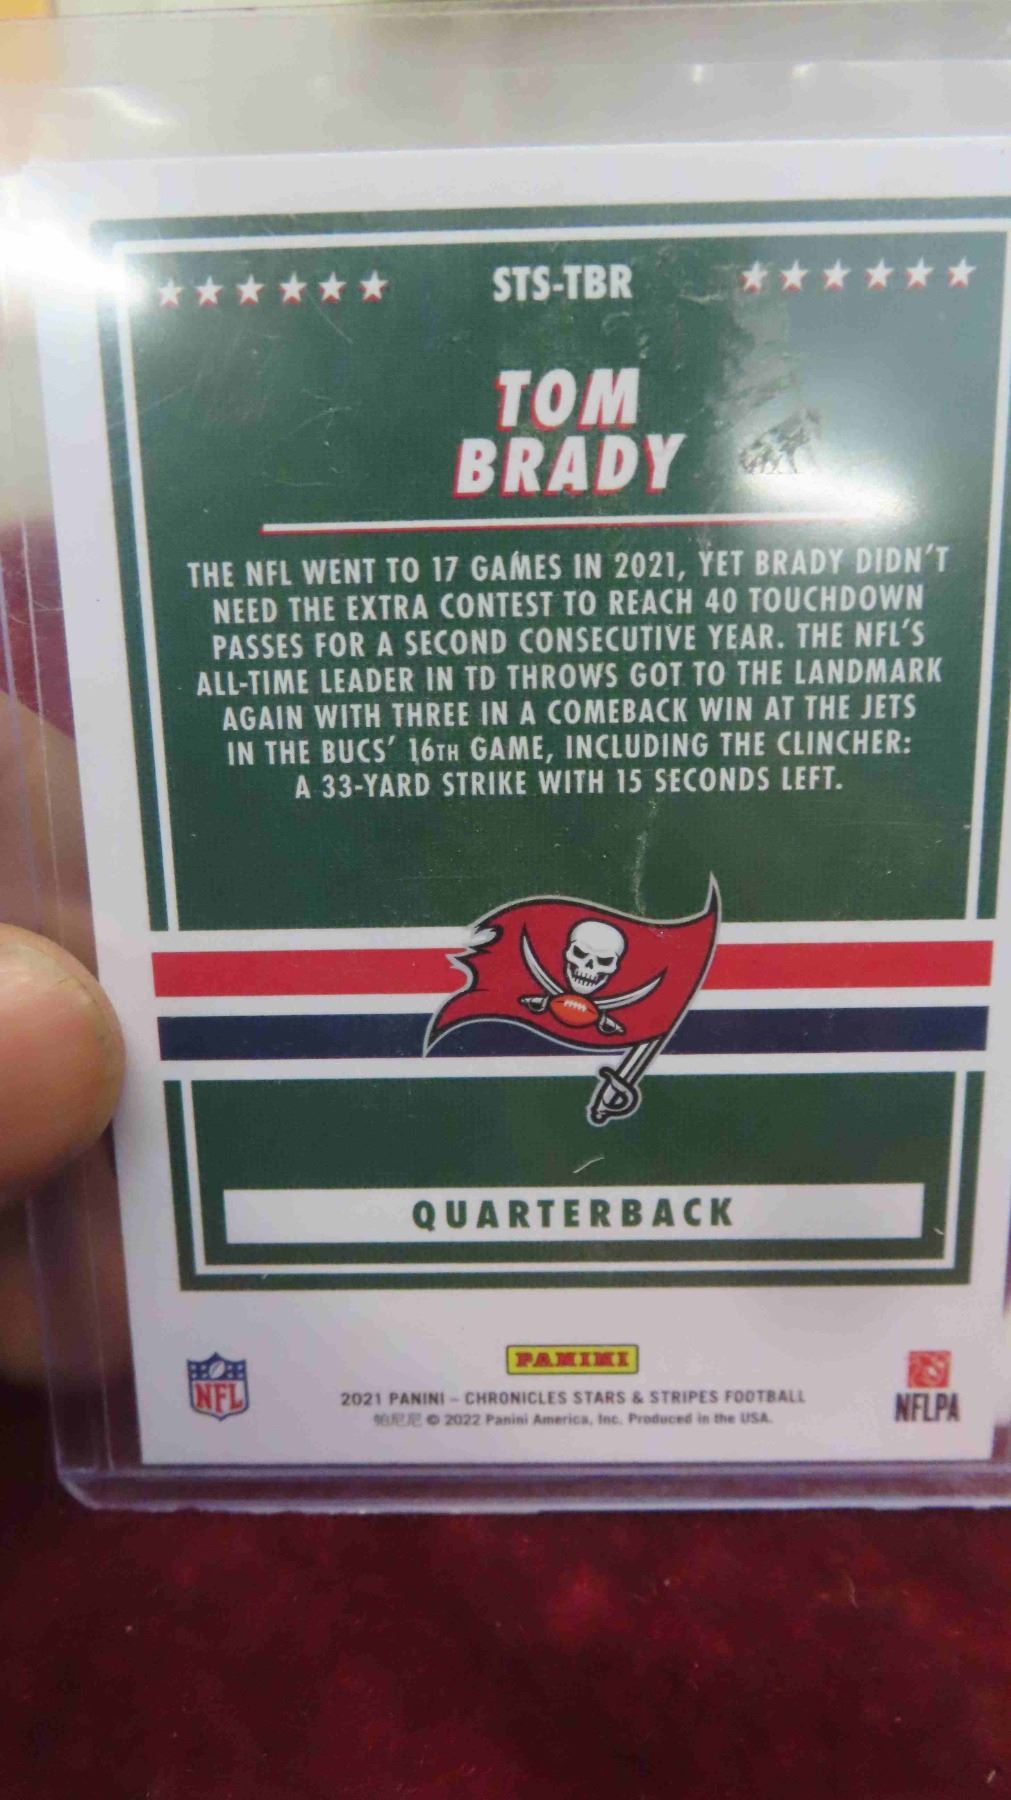 STS-TBR
TOM
BRADY
THE NFL WENT TO 17 GAMES IN 2021, YET BRADY DIDN'T
NEED THE EXTRA CONTEST TO REACH 40 TOUCHDOWN
PASSES FOR A SECOND CONSECUTIVE YEAR. THE NFL'S
ALL-TIME LEADER IN TD THROWS GOT TO THE LANDMARK
AGAIN WITH THREE IN A COMEBACK WIN AT THE JETS
IN THE BUCS' 16TH GAME, INCLUDING THE CLINCHER:
A 33-YARD STRIKE WITH 15 SECONDS LEFT.
QUARTERBACK
NFL
PANINI
NFLPA
2021 PANINI – CHRONICLES STARS & STRIPES FOOTBALL
帕尼尼 © 2022 Panini America, Inc. Produced in the USA.